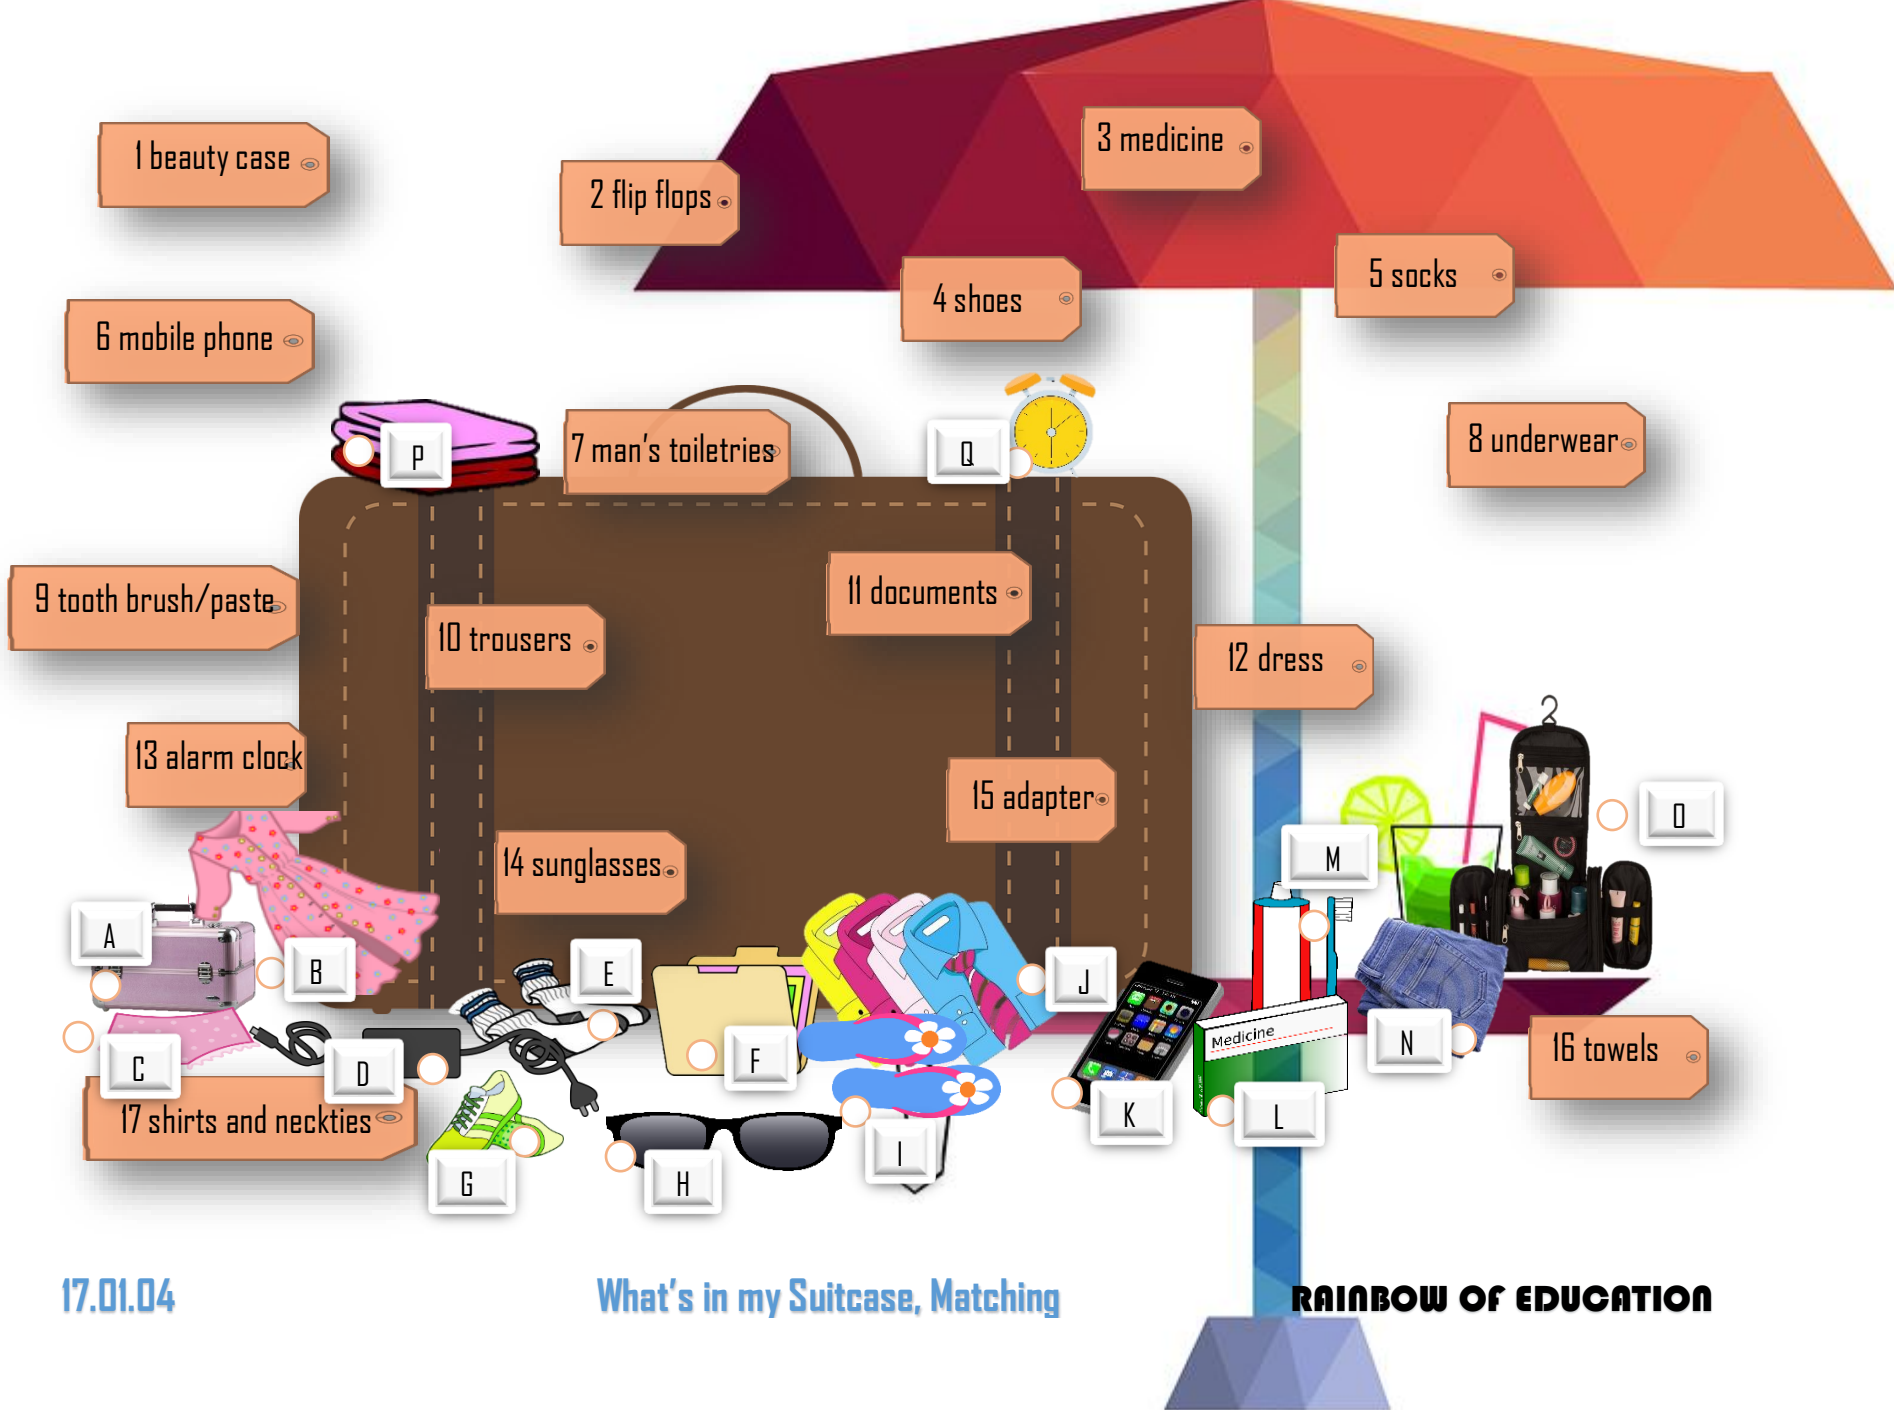 1 beauty case
2 flip flops
3 medicine
4 shoes
5 socks
6 mobile phone
7 man's toiletries
8 underwear
9 tooth brush/paste
10 trousers
11 documents
12 dress
13 alarm clock
14 sunglasses
15 adapter
16 towels
17 shirts and neckties
P
Q
O
M
A
B
E
J
C
D
F
N
Medicine
K
L
I
G
H
17.01.04
What's in my Suitcase, Matching
RAINBOW OF EDUCATION